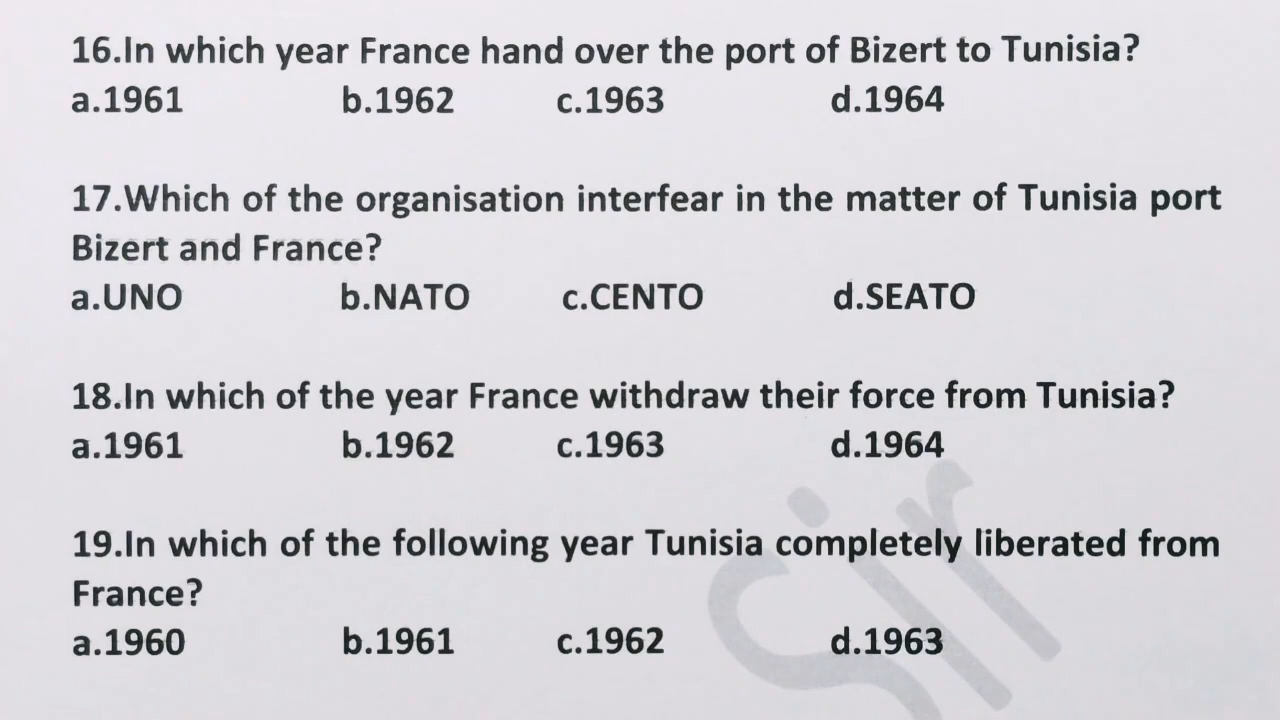 16.In which year France hand over the port of Bizert to Tunisia?
a.1961 b.1962 c.1963 d.1964
17.Which of the organisation interfear in the matter of Tunisia port
Bizert and France?
a.UNO b.NATO c.CENTO d.SEATO
18.In which of the year France withdraw their force from Tunisia?
a.1961 b.1962 c.1963 d.1964
19.In which of the following year Tunisia completely liberated from
France?
a.1960 b.1961 c.1962 d.1963
Sir